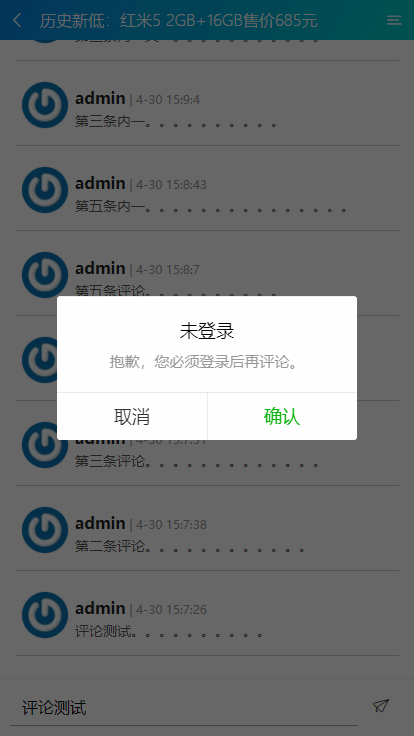 历史新低：红米5 2GB+16GB售价685元
admin | 4-30 15:9:4
第三条内一。。。。。。。。。。
admin | 4-30 15:8:43
第五条内一。。。。。。。。。。。。。。。
admin | 4-30 15:8:7
第五条评论。。。。。。。。。。
未登录
抱歉，您必须登录后再评论。
取消
确认
第三条评论。。。。。。。。。。。。。
admin | 4-30 15:7:38
第二条评论。。。。。。。。。。。。
admin | 4-30 15:7:26
评论测试。。。。。。。。。。
评论测试